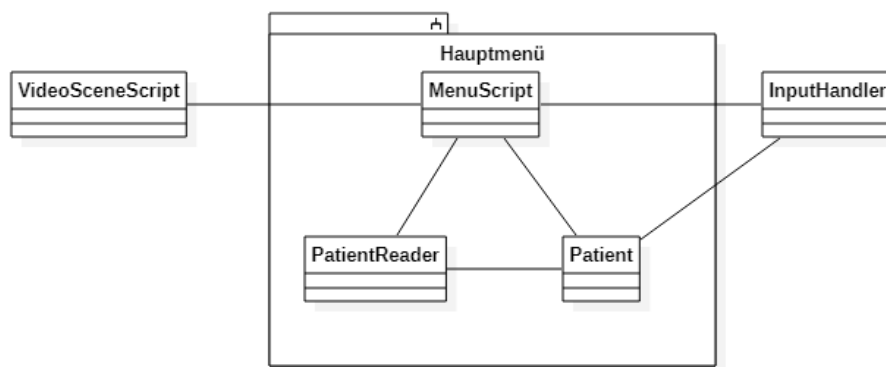 Hauptmenü
VideoSceneScript
MenuScript
InputHandler
PatientReader
Patient